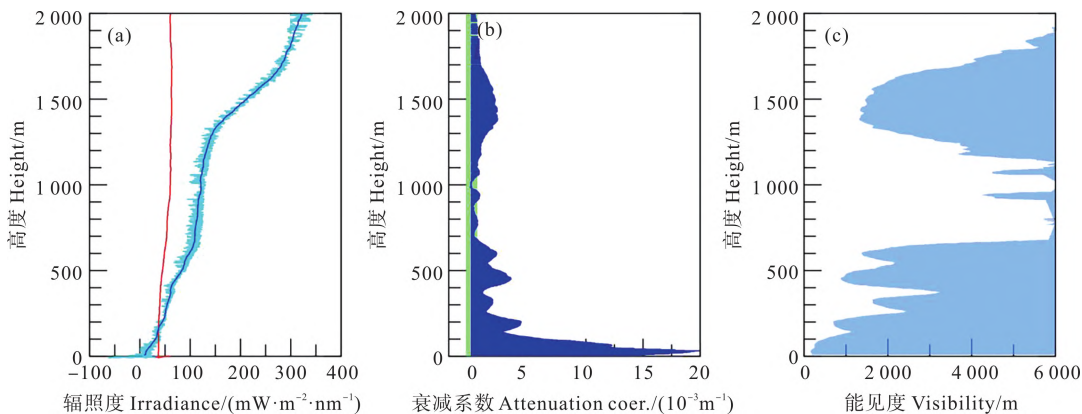 (a)
2 000
1 500
1 000
500
0
高度 Height/m
−100 0 100 200 300 400
辐照度 Irradiance/(mW·m⁻²·nm⁻¹)
(b)
2 000
1 500
1 000
500
0
高度 Height/m
0 5 10 15 20
衰减系数 Attenuation coer./(10⁻³m⁻¹)
(c)
2 000
1 500
1 000
500
0
高度 Height/m
0 2 000 4 000 6 000
能见度 Visibility/m